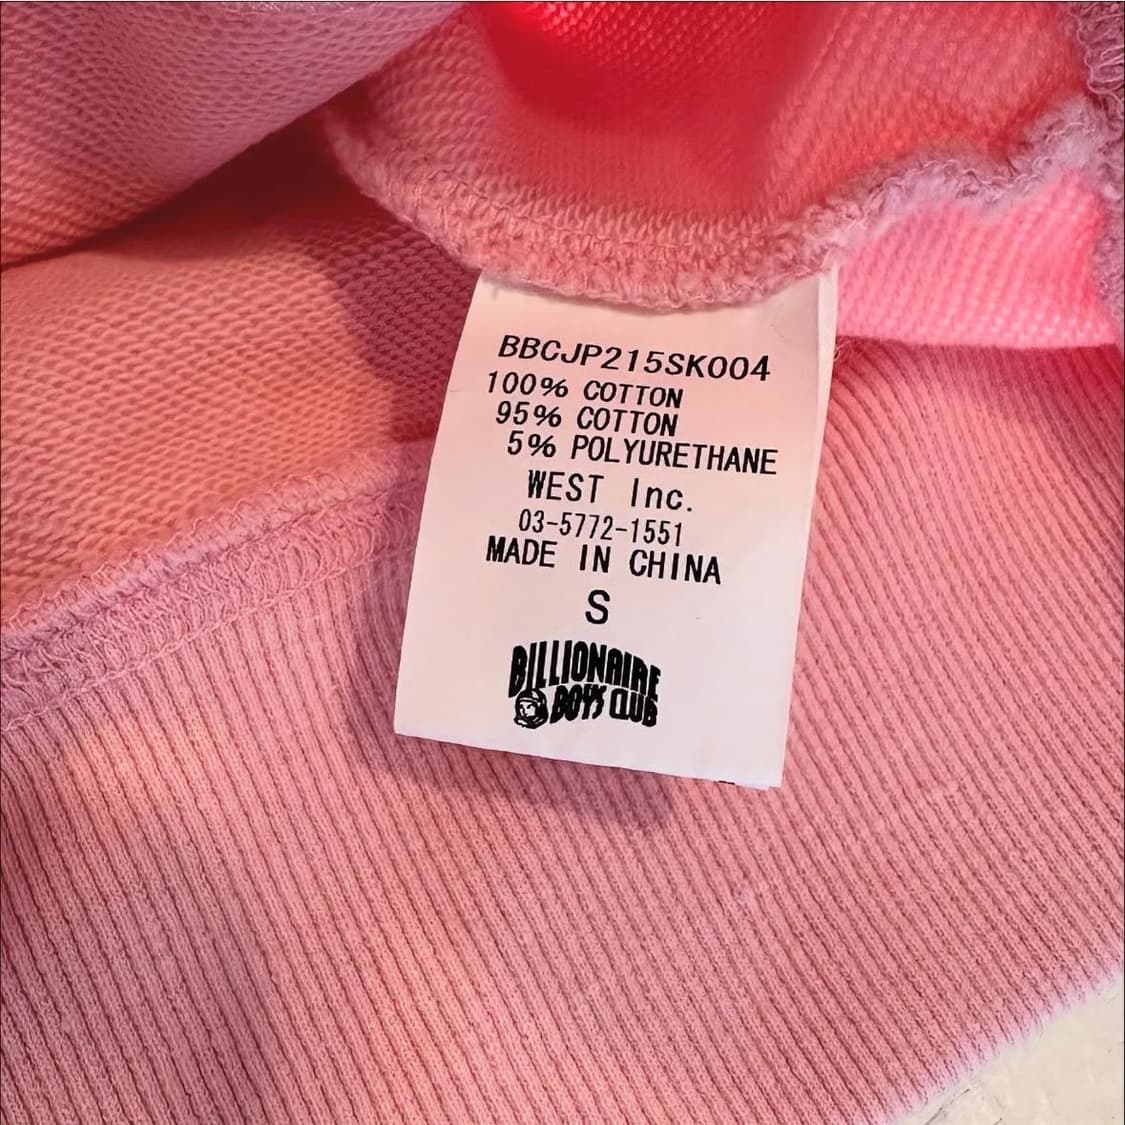 BBCJP215SK004
100% COTTON
95% COTTON
5% POLYURETHANE
WEST Inc.
03-5772-1551
MADE IN CHINA
S
BILLIONAIRE
BOYS CLUB